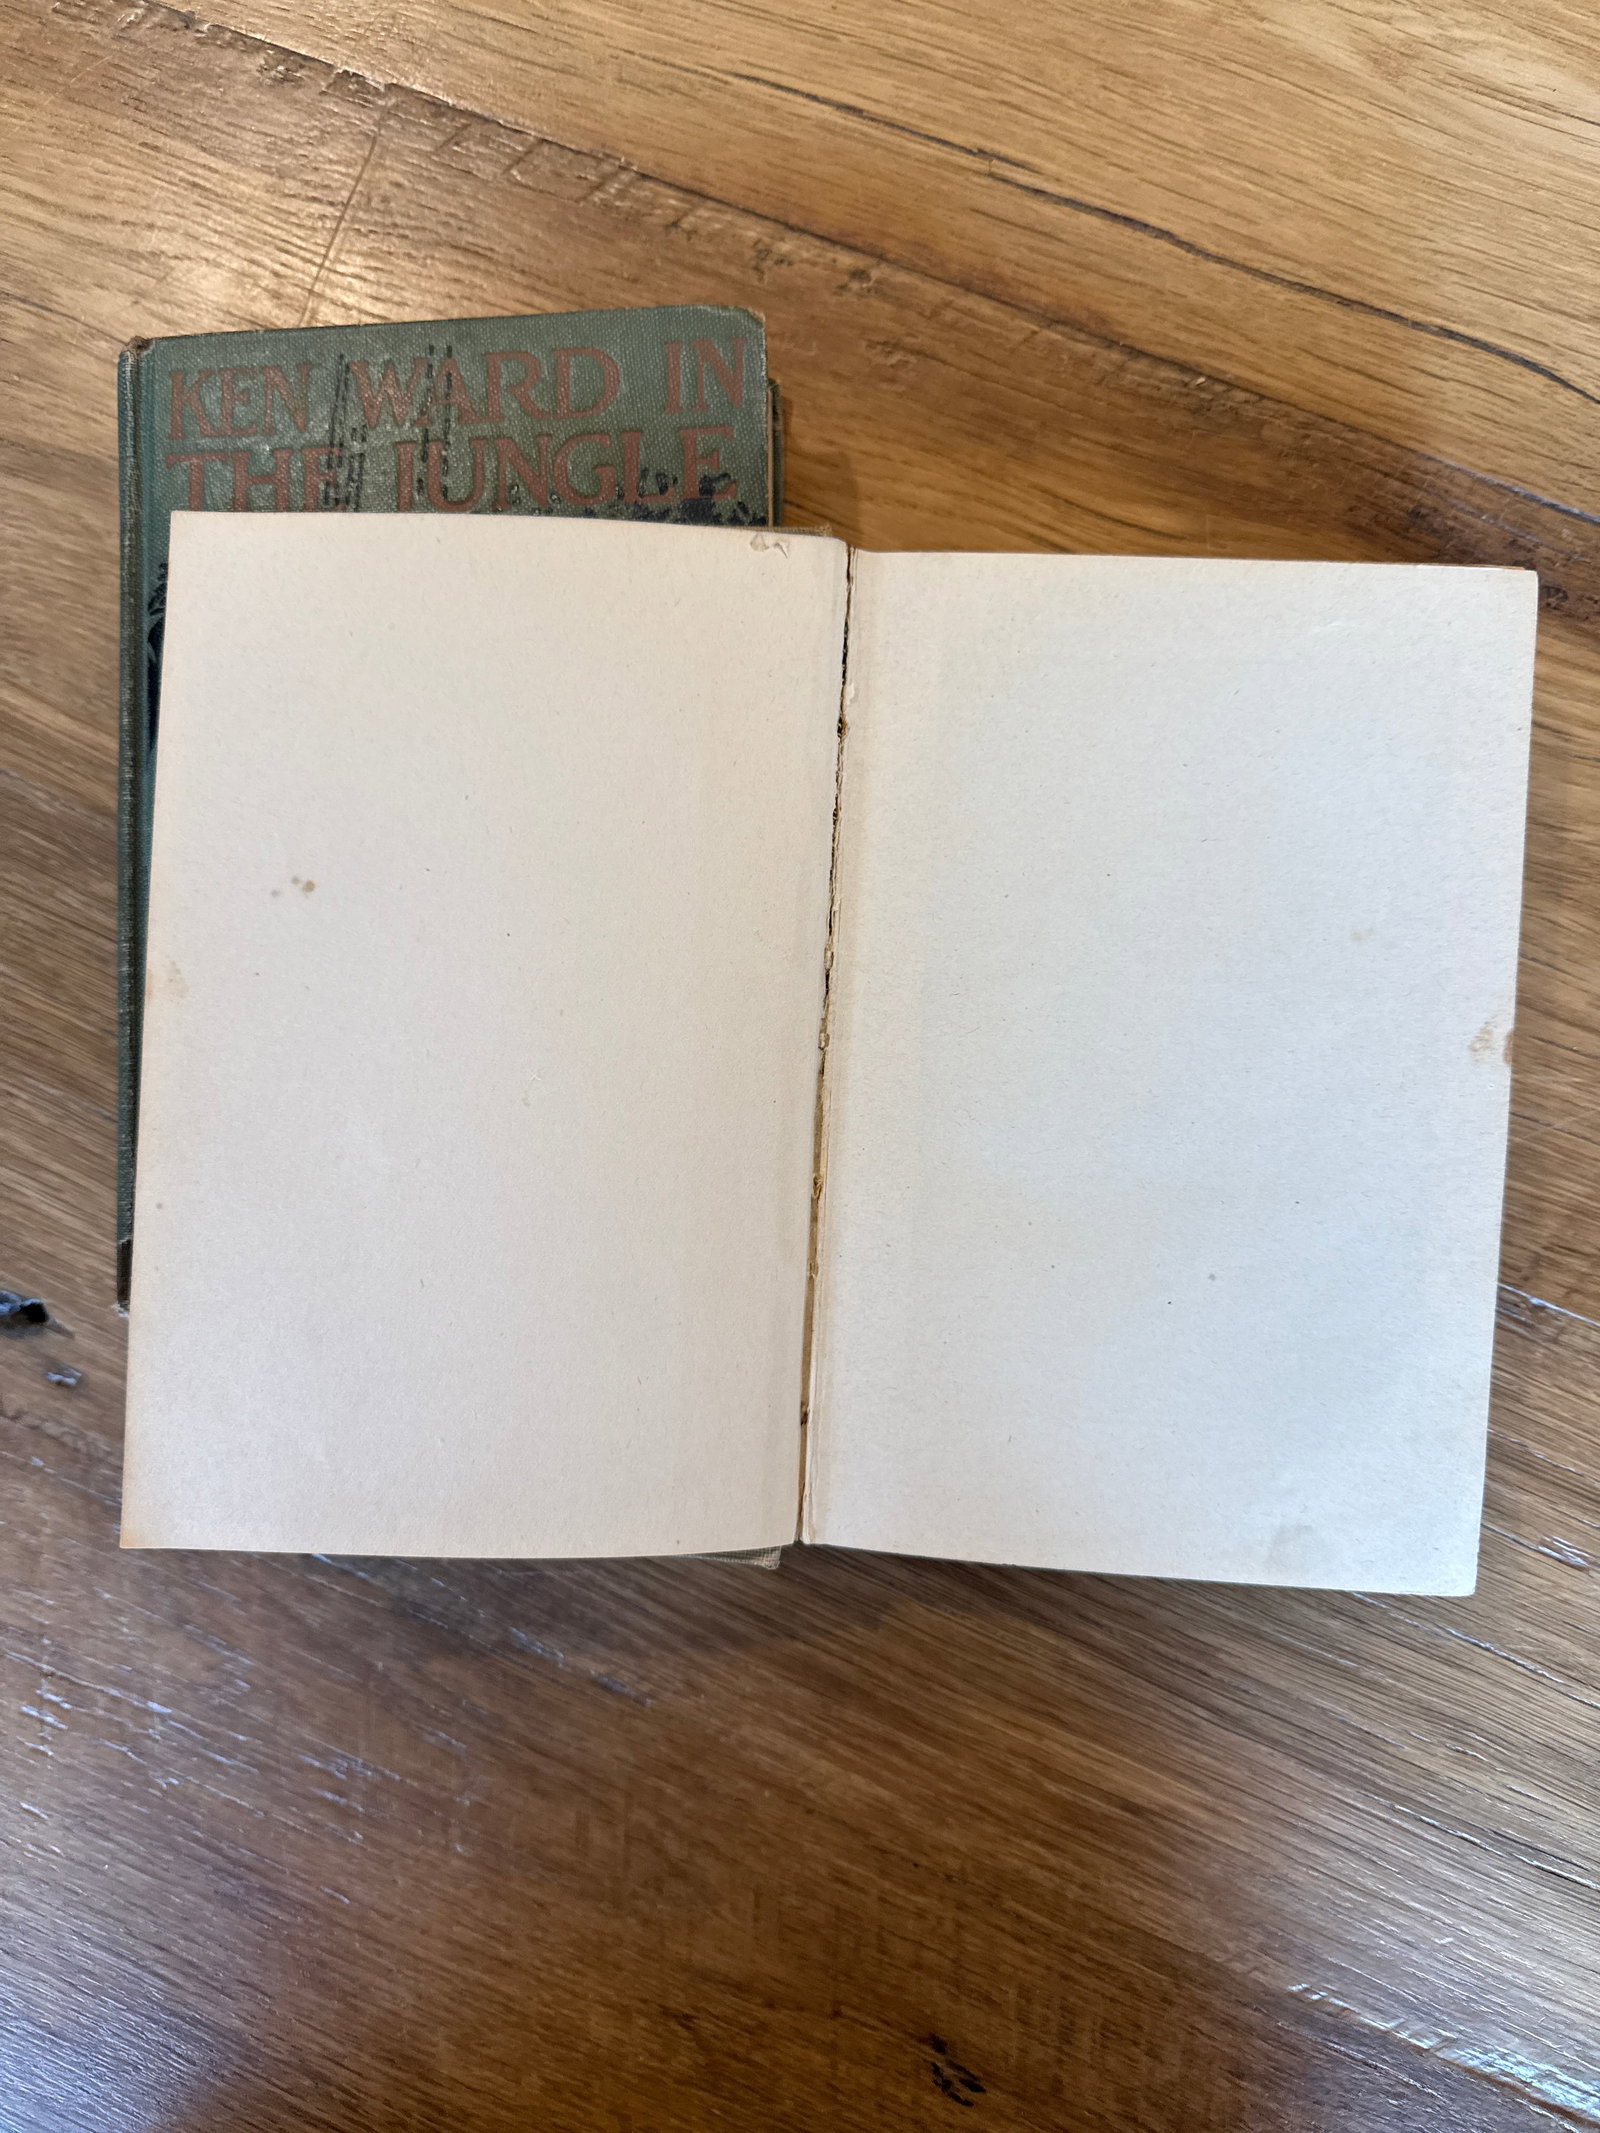 KEN WARD IN
THE JUNGLE